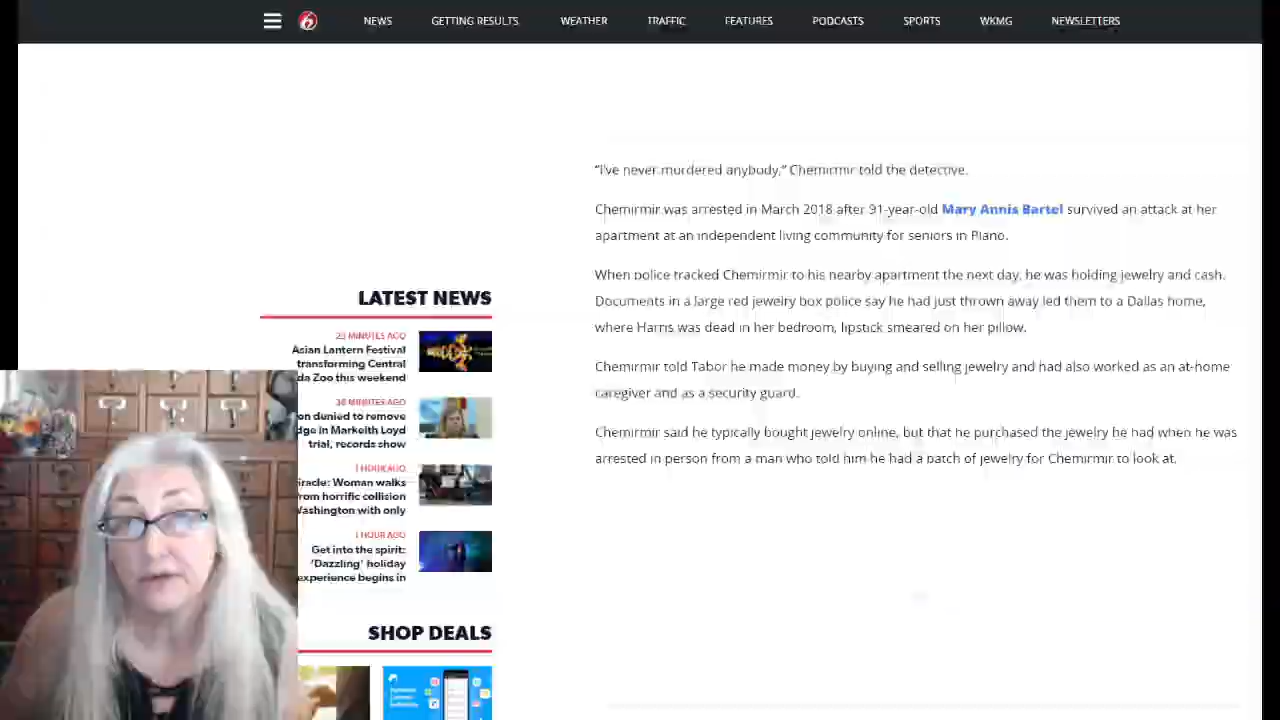 NEWS
GETTING RESULTS
WEATHER
TRAFFIC
FEATURES
PODCASTS
SPORTS
WKMG
NEWSLETTERS
“I’ve never murdered anybody,” Chemirmir told the detective.
Chemirmir was arrested in March 2018 after 91-year-old Mary Annis Bartel survived an attack at her
apartment at an independent living community for seniors in Plano.
When police tracked Chemirmir to his nearby apartment the next day, he was holding jewelry and cash.
Documents in a large red jewelry box police say he had just thrown away led them to a Dallas home,
where Harris was dead in her bedroom, lipstick smeared on her pillow.
Chemirmir told Tabor he made money by buying and selling jewelry and had also worked as an at-home
caregiver and as a security guard.
Chemirmir said he typically bought jewelry online, but that he purchased the jewelry he had when he was
arrested in person from a man who told him he had a batch of jewelry for Chemirmir to look at.
LATEST NEWS
Asian Lantern Festival
transforming Central
Zoo this weekend
38 MINUTES AGO
on denied to remove
in Markeith Loyd
trial, records show
1 HOUR AGO
Woman walks
from horrific collision
Washington with only
1 HOUR AGO
Get into the spirit:
‘Dazzling’ holiday
experience begins in
SHOP DEALS